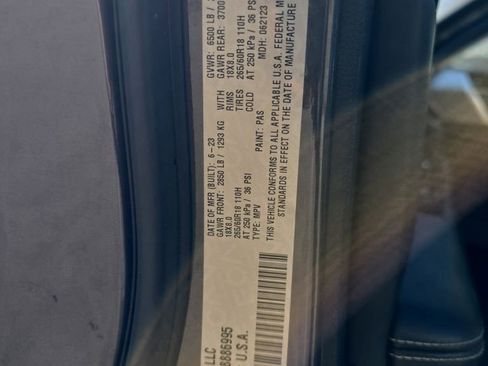 DATE OF MFR (BUILT): 6-23 GVWR: 6500 LB /
GAWR FRONT: 2850 LB / 1293 KG WITH GAWR REAR: 3700
18X8.0 RIMS 18X8.0
265/60R18 110H TIRES 265/60R18 110H
AT 250 kPa / 36 PSI COLD AT 250 kPa / 36 PSI
TYPE: MPV PAINT: PAS MDH: 062123
THIS VEHICLE CONFORMS TO ALL APPLICABLE U.S.A. FEDERAL M
STANDARDS IN EFFECT ON THE DATE OF MANUFACTURE
LLC
8886995
U.S.A.